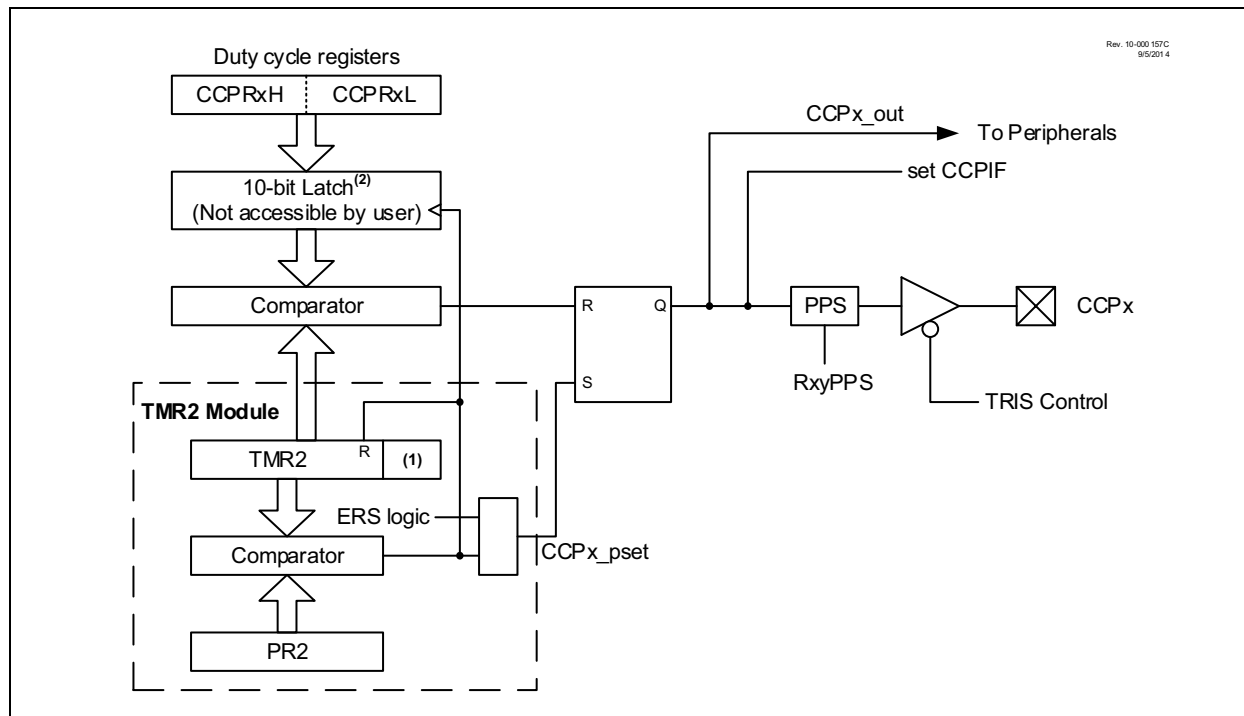 Rev. 10-000 157C
9/5/201 4
Duty cycle registers
CCPRxH CCPRxL
CCPx_out
To Peripherals
set CCPIF
10-bit Latch(2)
(Not accessible by user)
Comparator
R Q
S
PPS
CCPx
RxyPPS
TRIS Control
TMR2 Module
TMR2 R (1)
ERS logic
Comparator
CCPx_pset
PR2